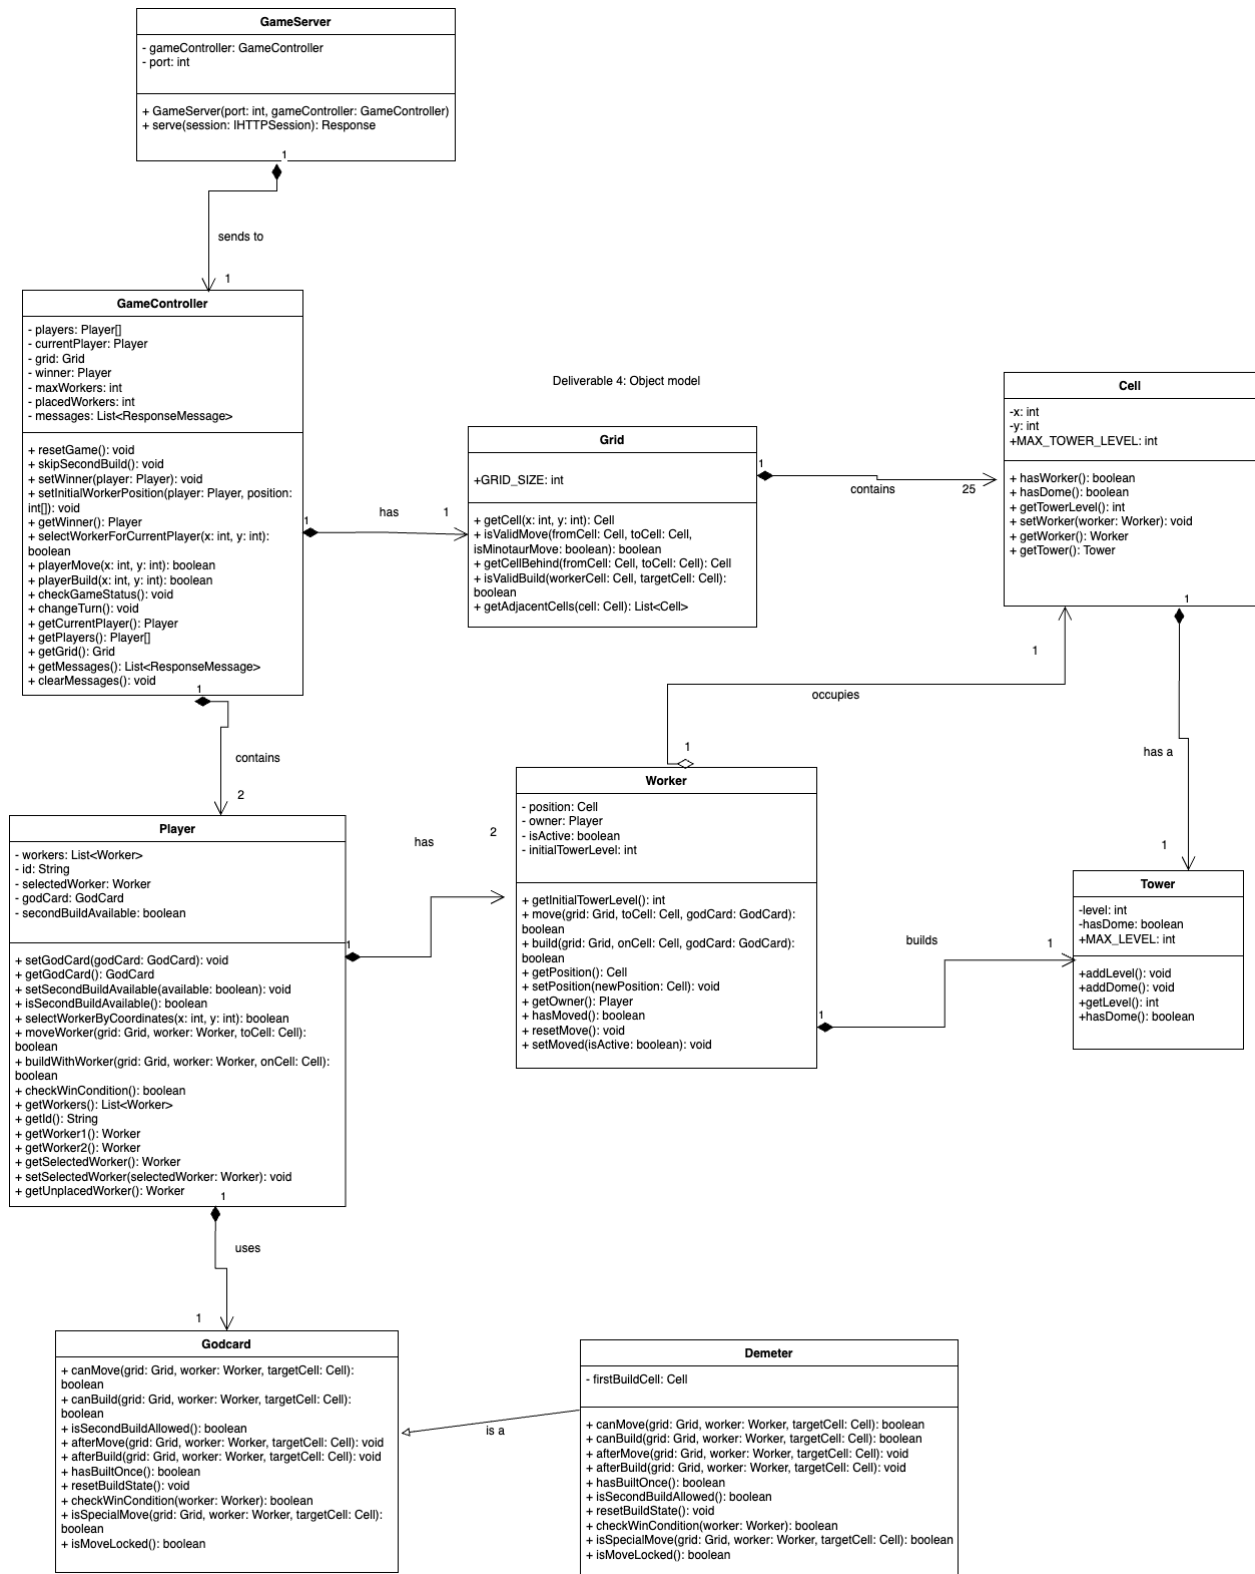 GameServer
- gameController: GameController
- port: int
+ GameServer(port: int, gameController: GameController)
+ serve(session: IHTTPSession): Response
1
sends to
1
GameController
- players: Player[]
- currentPlayer: Player
- grid: Grid
- winner: Player
- maxWorkers: int
- placedWorkers: int
- messages: List<ResponseMessage>
+ resetGame(): void
+ skipSecondBuild(): void
+ setWinner(player: Player): void
+ setInitialWorkerPosition(player: Player, position:
int[]): void
+ getWinner(): Player
+ selectWorkerForCurrentPlayer(x: int, y: int):
boolean
+ playerMove(x: int, y: int): boolean
+ playerBuild(x: int, y: int): boolean
+ checkGameStatus(): void
+ changeTurn(): void
+ getCurrentPlayer(): Player
+ getPlayers(): Player[]
+ getGrid(): Grid
+ getMessages(): List<ResponseMessage>
+ clearMessages(): void
1
has
1
Deliverable 4: Object model
Grid
+GRID_SIZE: int
+ getCell(x: int, y: int): Cell
+ isValidMove(fromCell: Cell, toCell: Cell,
isMinotaurMove: boolean): boolean
+ getCellBehind(fromCell: Cell, toCell: Cell): Cell
+ isValidBuild(workerCell: Cell, targetCell: Cell):
boolean
+ getAdjacentCells(cell: Cell): List<Cell>
1
contains
25
Cell
-x: int
-y: int
+MAX_TOWER_LEVEL: int
+ hasWorker(): boolean
+ hasDome(): boolean
+ getTowerLevel(): int
+ setWorker(worker: Worker): void
+ getWorker(): Worker
+ getTower(): Tower
1
has a
1
1
occupies
1
1
contains
2
Player
- workers: List<Worker>
- id: String
- selectedWorker: Worker
- godCard: GodCard
- secondBuildAvailable: boolean
+ setGodCard(godCard: GodCard): void
+ getGodCard(): GodCard
+ setSecondBuildAvailable(available: boolean): void
+ isSecondBuildAvailable(): boolean
+ selectWorkerByCoordinates(x: int, y: int): boolean
+ moveWorker(grid: Grid, worker: Worker, toCell: Cell):
boolean
+ buildWithWorker(grid: Grid, worker: Worker, onCell: Cell):
boolean
+ checkWinCondition(): boolean
+ getWorkers(): List<Worker>
+ getId(): String
+ getWorker1(): Worker
+ getWorker2(): Worker
+ getSelectedWorker(): Worker
+ setSelectedWorker(selectedWorker: Worker): void
+ getUnplacedWorker(): Worker
1
has
2
Worker
- position: Cell
- owner: Player
- isActive: boolean
- initialTowerLevel: int
+ getInitialTowerLevel(): int
+ move(grid: Grid, toCell: Cell, godCard: GodCard):
boolean
+ build(grid: Grid, onCell: Cell, godCard: GodCard):
boolean
+ getPosition(): Cell
+ setPosition(newPosition: Cell): void
+ getOwner(): Player
+ hasMoved(): boolean
+ resetMove(): void
+ setMoved(isActive: boolean): void
1
builds
1
Tower
-level: int
-hasDome: boolean
+MAX_LEVEL: int
+addLevel(): void
+addDome(): void
+getLevel(): int
+hasDome(): boolean
1
uses
1
Godcard
+ canMove(grid: Grid, worker: Worker, targetCell: Cell):
boolean
+ canBuild(grid: Grid, worker: Worker, targetCell: Cell):
boolean
+ isSecondBuildAllowed(): boolean
+ afterMove(grid: Grid, worker: Worker, targetCell: Cell): void
+ afterBuild(grid: Grid, worker: Worker, targetCell: Cell): void
+ hasBuiltOnce(): boolean
+ resetBuildState(): void
+ checkWinCondition(worker: Worker): boolean
+ isSpecialMove(grid: Grid, worker: Worker, targetCell: Cell):
boolean
+ isMoveLocked(): boolean
is a
Demeter
- firstBuildCell: Cell
+ canMove(grid: Grid, worker: Worker, targetCell: Cell): boolean
+ canBuild(grid: Grid, worker: Worker, targetCell: Cell): boolean
+ afterMove(grid: Grid, worker: Worker, targetCell: Cell): void
+ afterBuild(grid: Grid, worker: Worker, targetCell: Cell): void
+ hasBuiltOnce(): boolean
+ isSecondBuildAllowed(): boolean
+ resetBuildState(): void
+ checkWinCondition(worker: Worker): boolean
+ isSpecialMove(grid: Grid, worker: Worker, targetCell: Cell): boolean
+ isMoveLocked(): boolean